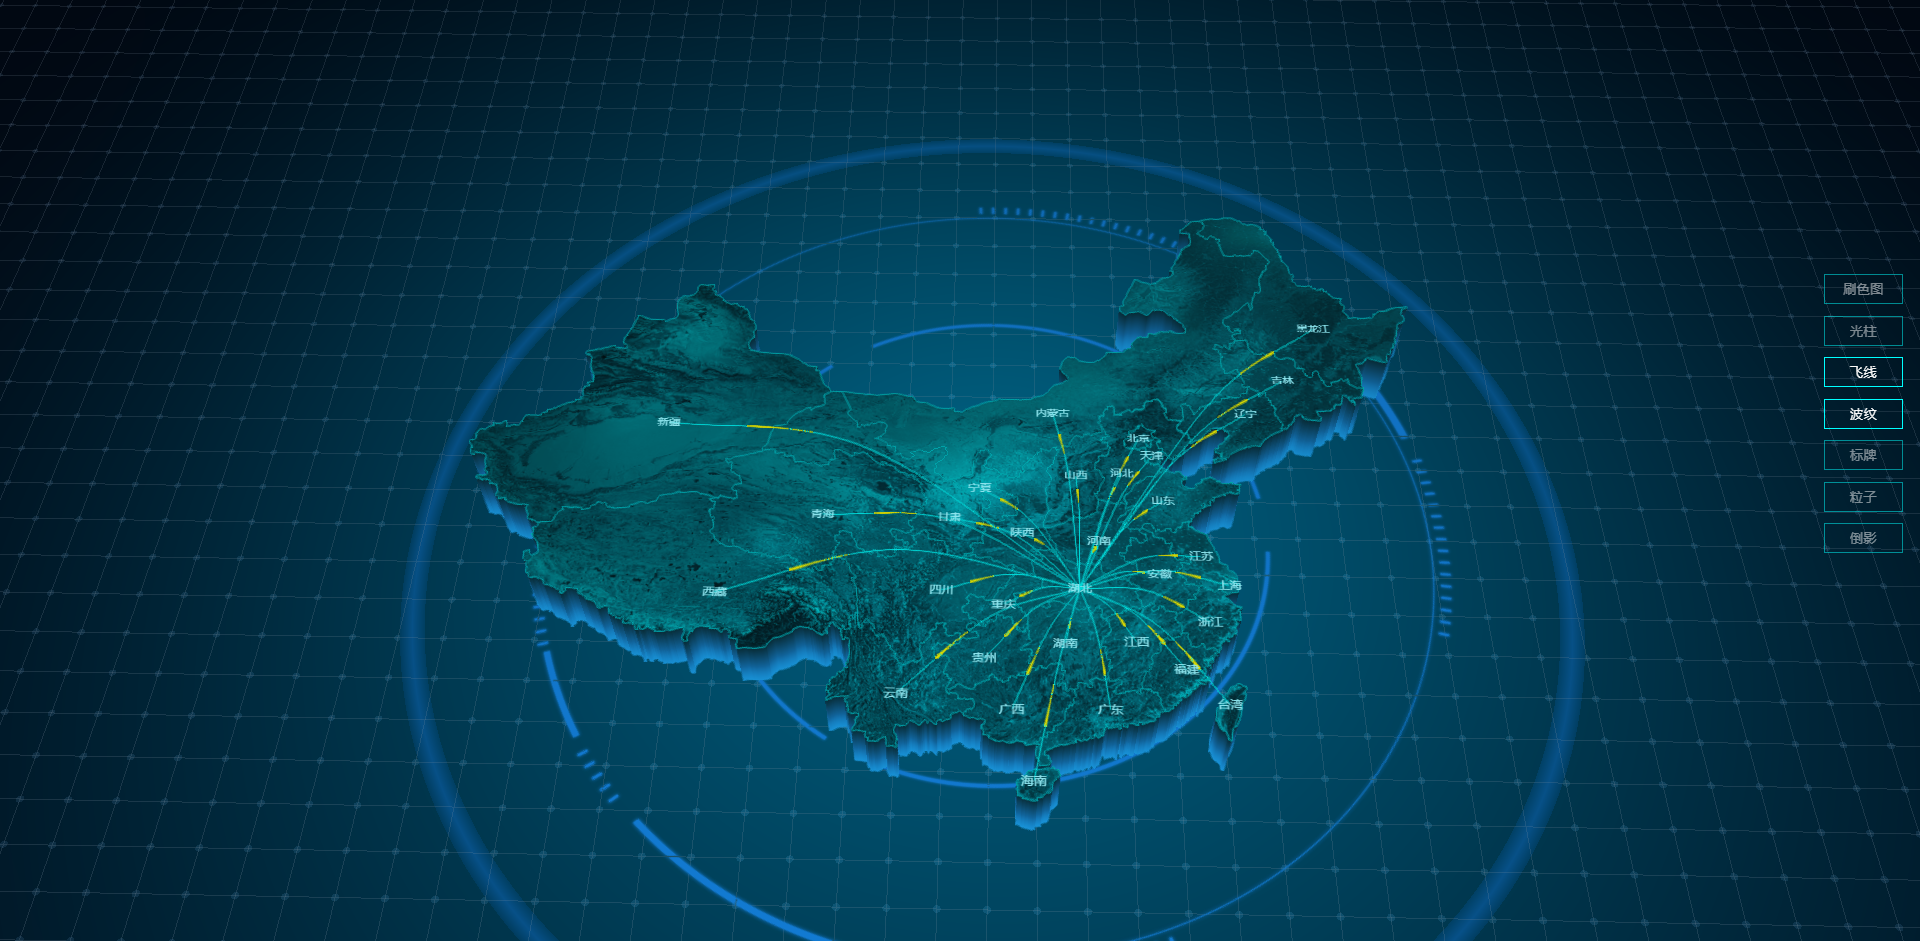 黑龙江
吉林
内蒙古
辽宁
新疆
北京
天津
山西
河北
宁夏
山东
青海
甘肃
陕西
河南
江苏
安徽
上海
西藏
四川
湖北
重庆
浙江
湖南
江西
贵州
福建
云南
广西
广东
台湾
海南
刷色图
光柱
飞线
波纹
标牌
粒子
倒影